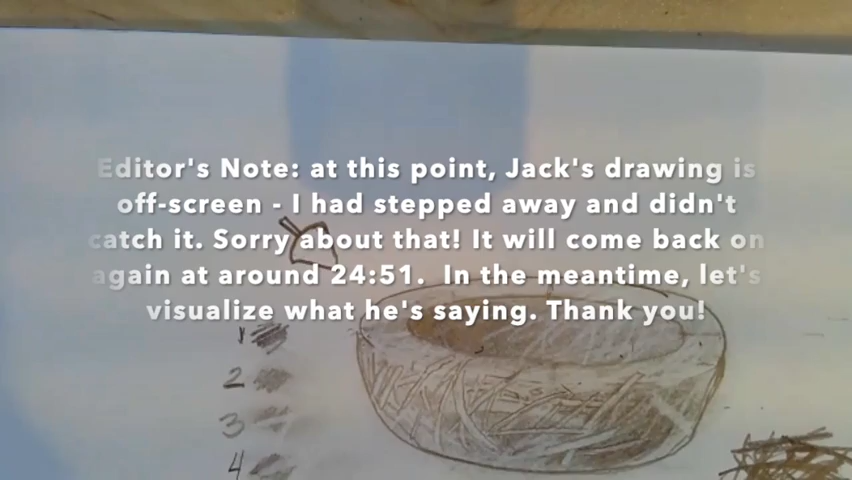 Editor's Note: at this point, Jack's drawing is
off-screen - I had stepped away and didn't
catch it. Sorry about that! It will come back on
again at around 24:51. In the meantime, let's
visualize what he's saying. Thank you!
1
2
3
4